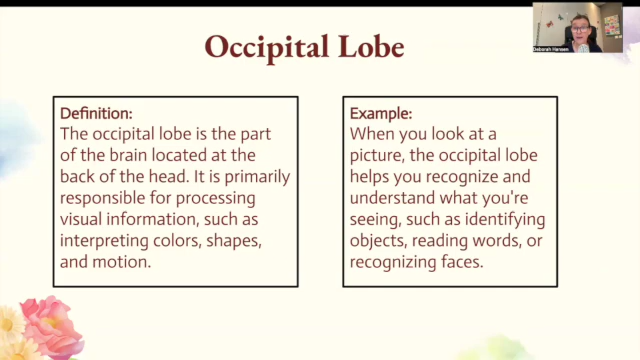 Occipital Lobe
Deborah Hansen
Definition:
The occipital lobe is the part
of the brain located at the
back of the head. It is primarily
responsible for processing
visual information, such as
interpreting colors, shapes,
and motion.
Example:
When you look at a
picture, the occipital lobe
helps you recognize and
understand what you're
seeing, such as identifying
objects, reading words, or
recognizing faces.